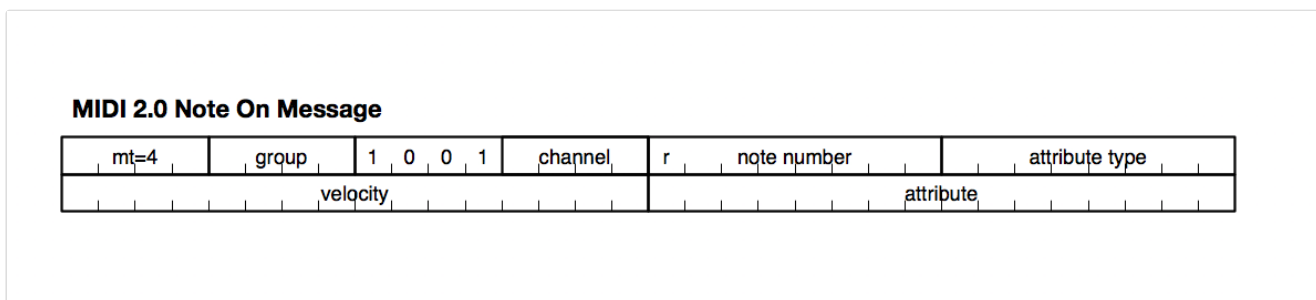 MIDI 2.0 Note On Message
mt=4 group 1 0 0 1 channel r note number attribute type
velocity attribute